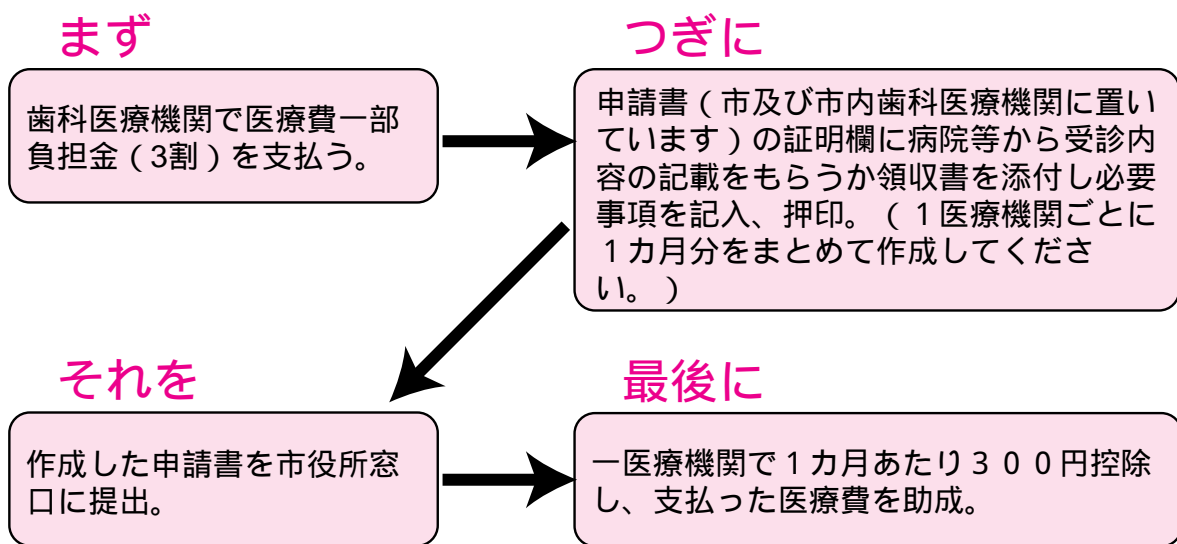 まず
歯科医療機関で医療費一部
負担金（3割）を支払う。
つぎに
申請書（市及び市内歯科医療機関に置い
ています）の証明欄に病院等から受診内
容の記載をもらうか領収書を添付し必要
事項を記入、押印。（１医療機関ごとに
１カ月分をまとめて作成してくださ
い。）
それを
作成した申請書を市役所窓
口に提出。
最後に
一医療機関で１カ月あたり３００円控除
し、支払った医療費を助成。